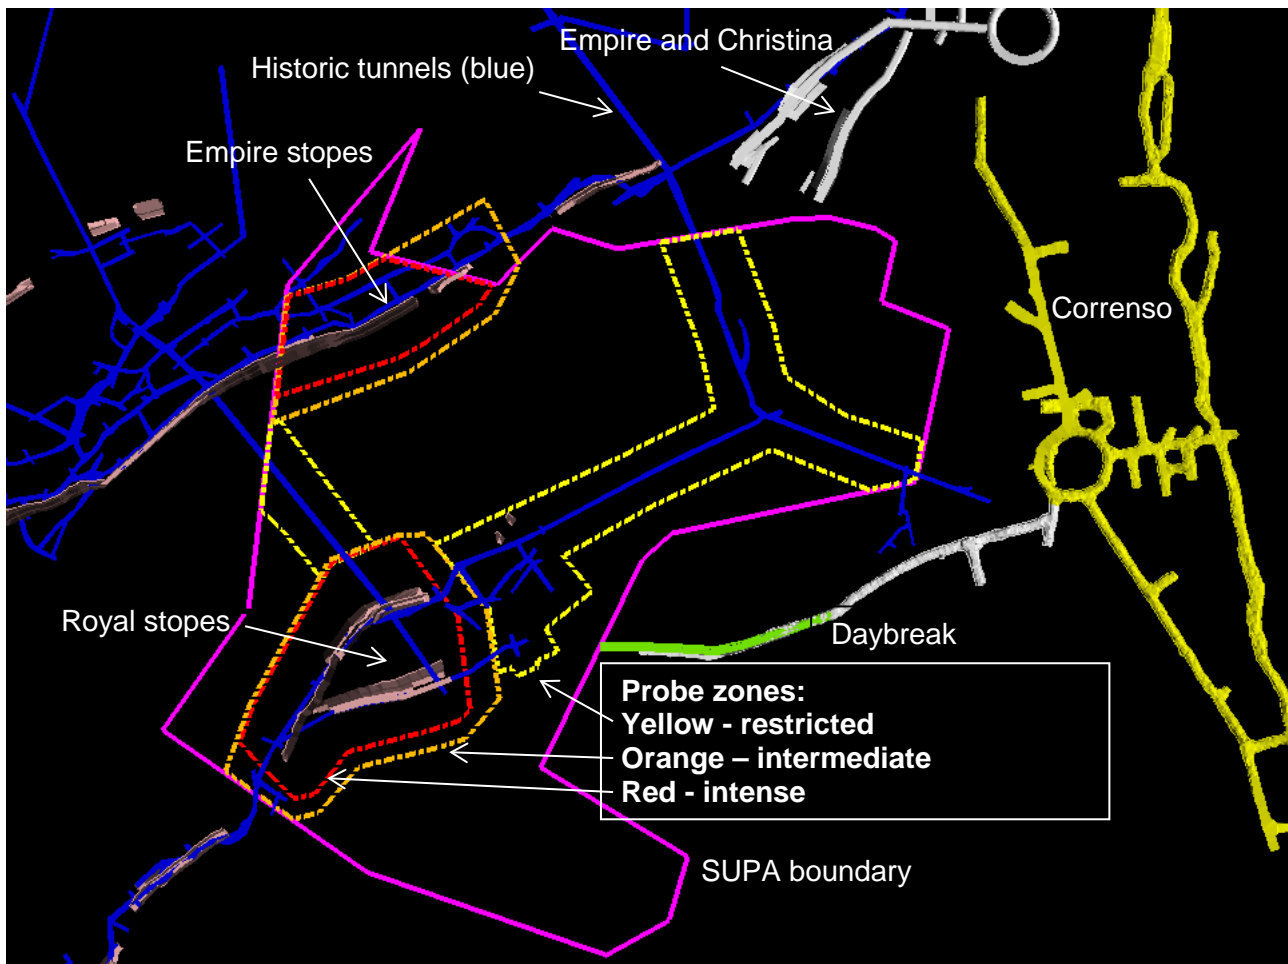 Empire and Christina
Historic tunnels (blue)
Empire stopes
Correnso
Royal stopes
Daybreak
Probe zones:
Yellow - restricted
Orange – intermediate
Red - intense
SUPA boundary